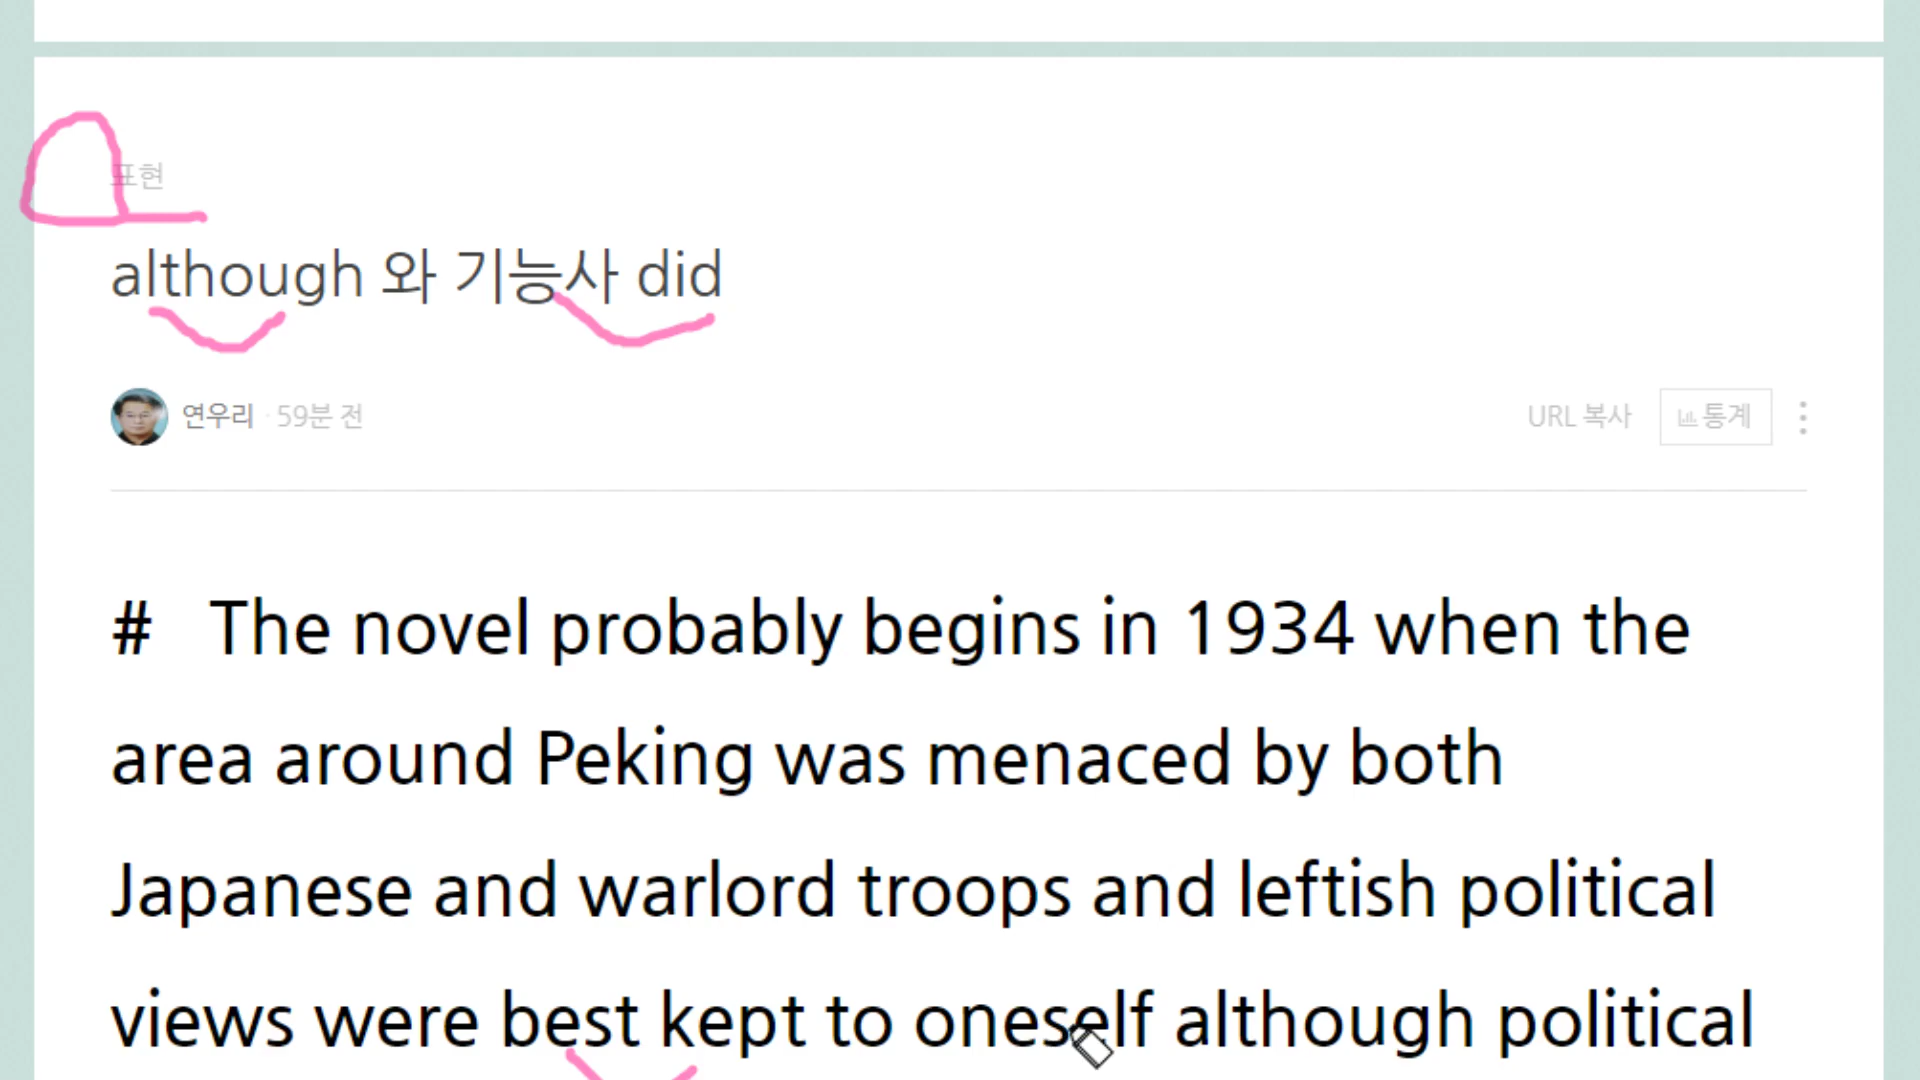 표현
although 와 기능사 did
연우리 · 59분 전
URL 복사 통계
# The novel probably begins in 1934 when the
area around Peking was menaced by both
Japanese and warlord troops and leftish political
views were best kept to oneself although political